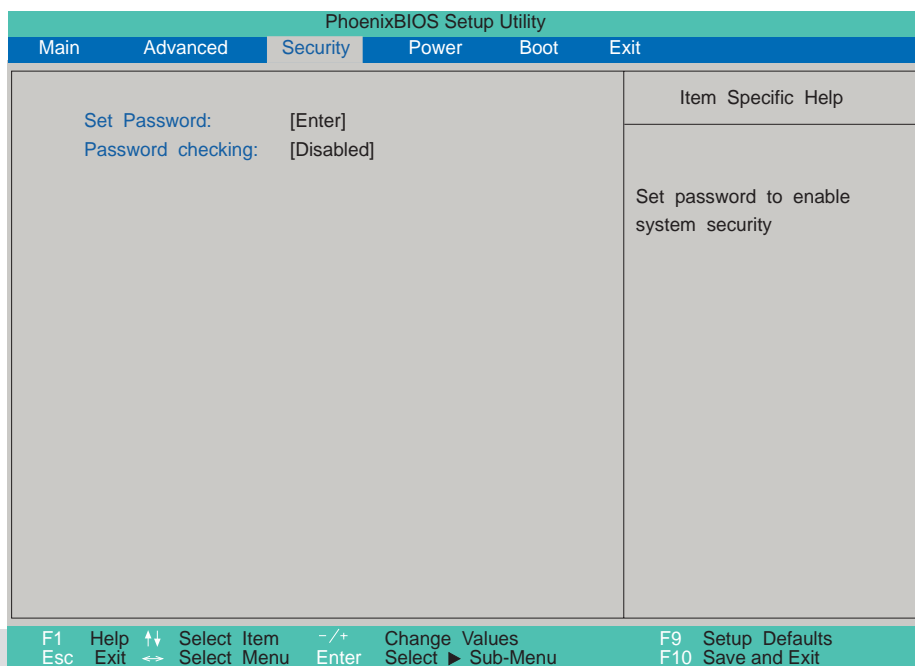 PhoenixBIOS Setup Utility
Main Advanced Security Power Boot Exit
Item Specific Help
Set Password: [Enter]
Password checking: [Disabled]
Set password to enable
system security
F1 Help ↑↓ Select Item -/+ Change Values F9 Setup Defaults
Esc Exit ↔ Select Menu Enter Select ▶ Sub-Menu F10 Save and Exit